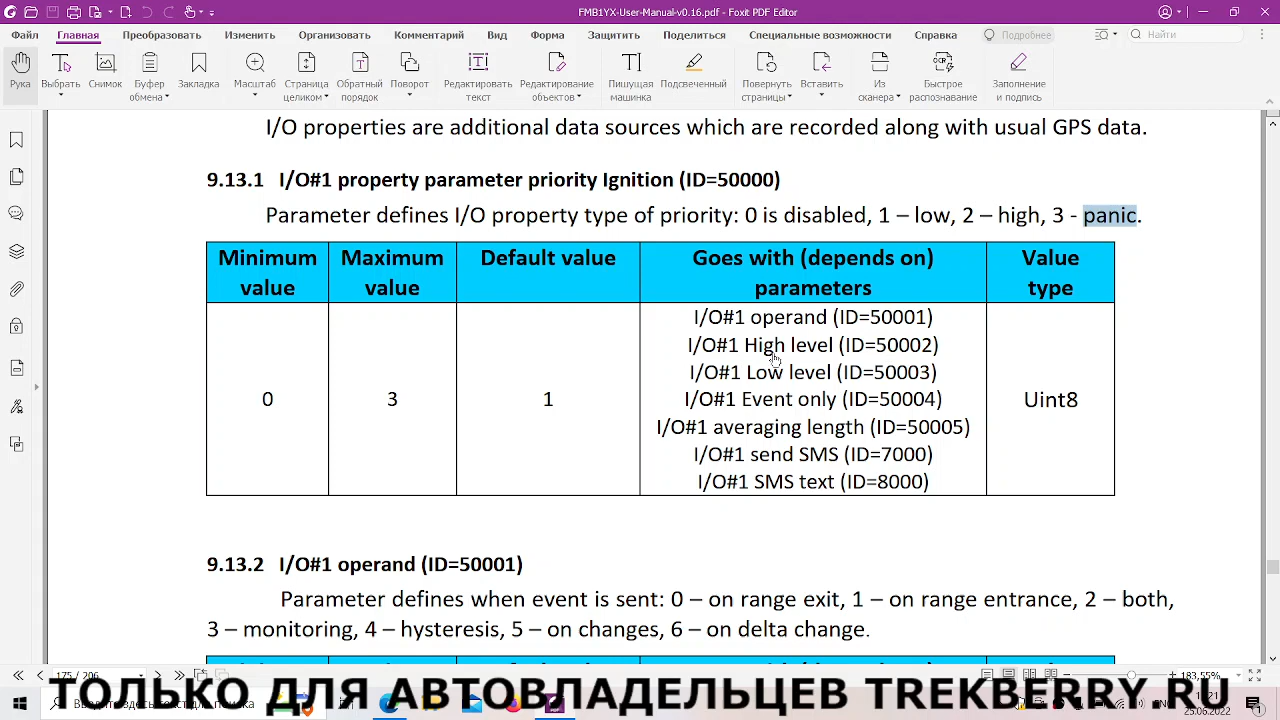 FMB1YX-User-Manual-v0.16.pdf - Foxit PDF Editor
Файл Главная Преобразовать Изменить Организовать Комментарий Вид Форма Защитить Поделиться Специальные возможности Справка Подробнее Найти
Рука Выбрать Снимок Буфер обмена Закладка Масштаб Страница целиком Обратный порядок Поворот Редактировать текст Редактирование объектов Пишущая машинка Подсвеченный Повернуть страницы Вставить Из сканера Быстрое распознавание Заполнение и подпись
I/O properties are additional data sources which are recorded along with usual GPS data.
9.13.1 I/O#1 property parameter priority Ignition (ID=50000)
Parameter defines I/O property type of priority: 0 is disabled, 1 – low, 2 – high, 3 - panic.
Minimum value Maximum value Default value Goes with (depends on) parameters Value type
0 3 1
I/O#1 operand (ID=50001)
I/O#1 High level (ID=50002)
I/O#1 Low level (ID=50003)
I/O#1 Event only (ID=50004)
I/O#1 averaging length (ID=50005)
I/O#1 send SMS (ID=7000)
I/O#1 SMS text (ID=8000)
Uint8
9.13.2 I/O#1 operand (ID=50001)
Parameter defines when event is sent: 0 – on range exit, 1 – on range entrance, 2 – both,
3 – monitoring, 4 – hysteresis, 5 – on changes, 6 – on delta change.
175 / 206 183,55%
ТОЛЬКО ДЛЯ АВТОВЛАДЕЛЬЦЕВ TREKBERRY.RU
25.06.2022